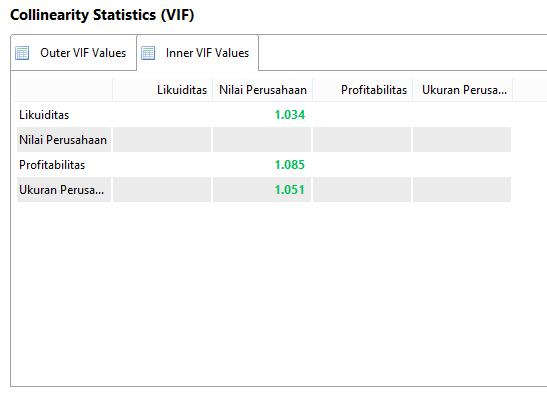 Collinearity Statistics (VIF)
Outer VIF Values Inner VIF Values
Likuiditas Nilai Perusahaan Profitabilitas Ukuran Perusa...
Likuiditas 1.034
Nilai Perusahaan
Profitabilitas 1.085
Ukuran Perusa... 1.051